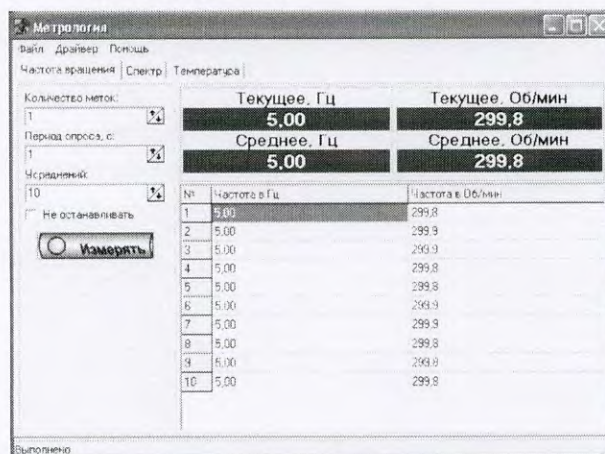 Метрология
Файл Драйвер Помощь
Частота вращения Спектр Температура
Количество меток:
1
Период опроса, с:
1
Усреднений:
10
Не останавливать
Измерять
Текущее, Гц Текущее, Об/мин
5,00 299,8
Среднее, Гц Среднее, Об/мин
5,00 299,8
№ Частота в Гц Частота в Об/мин
1 5,00 299,8
2 5,00 299,9
3 5,00 299,9
4 5,00 299,8
5 5,00 299,8
6 5,00 299,9
7 5,00 299,9
8 5,00 299,8
9 5,00 299,8
10 5,00 299,8
Выполнено